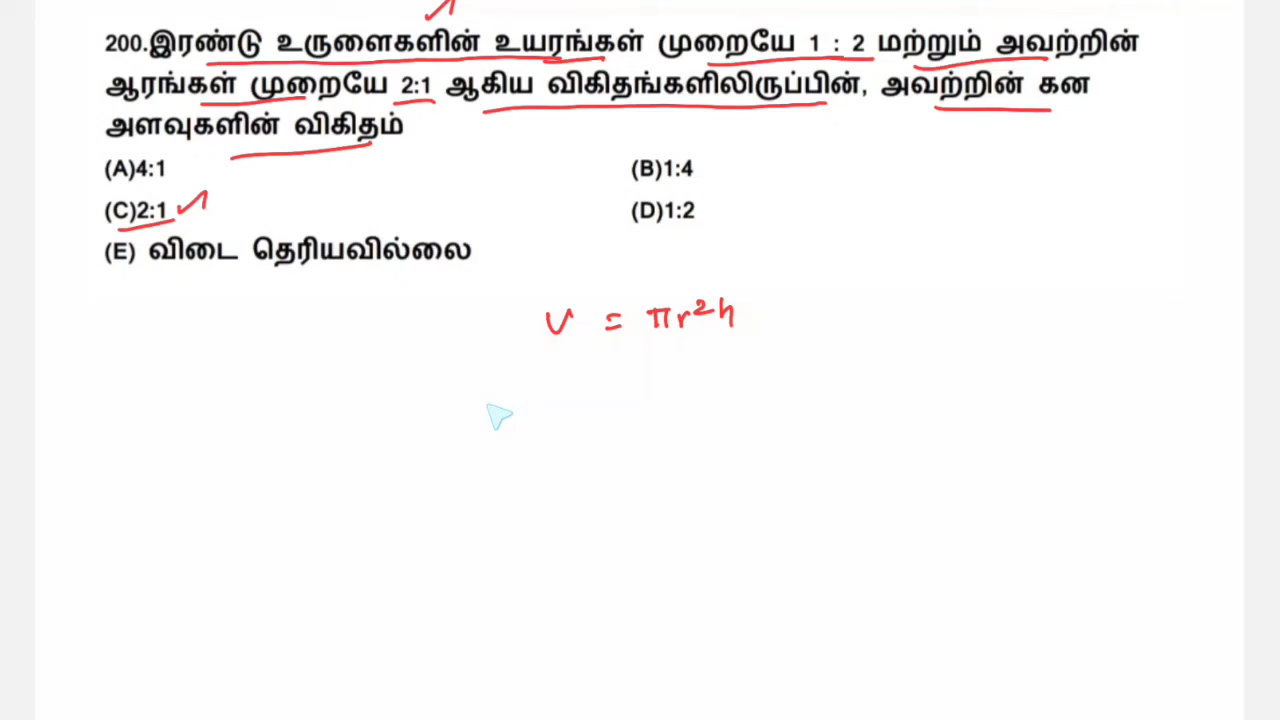 200.இரண்டு உருளைகளின் உயரங்கள் முறையே 1 : 2 மற்றும் அவற்றின்
ஆரங்கள் முறையே 2:1 ஆகிய விகிதங்களிலிருப்பின், அவற்றின் கன
அளவுகளின் விகிதம்
(A)4:1 (B)1:4
(C)2:1 (D)1:2
(E) விடை தெரியவில்லை
V = πr²h